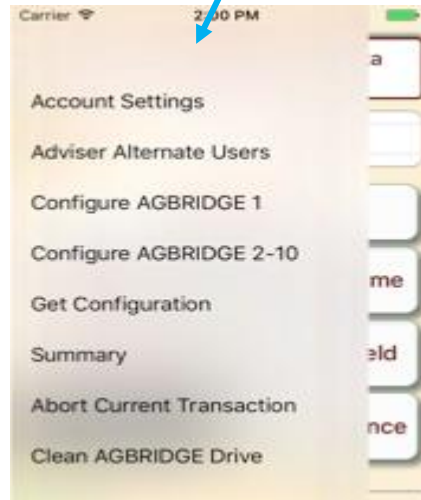 Carrier 2:00 PM
a
Account Settings
Adviser Alternate Users
Configure AGBRIDGE 1
Configure AGBRIDGE 2-10
me
Get Configuration
Summary
eld
Abort Current Transaction
nce
Clean AGBRIDGE Drive